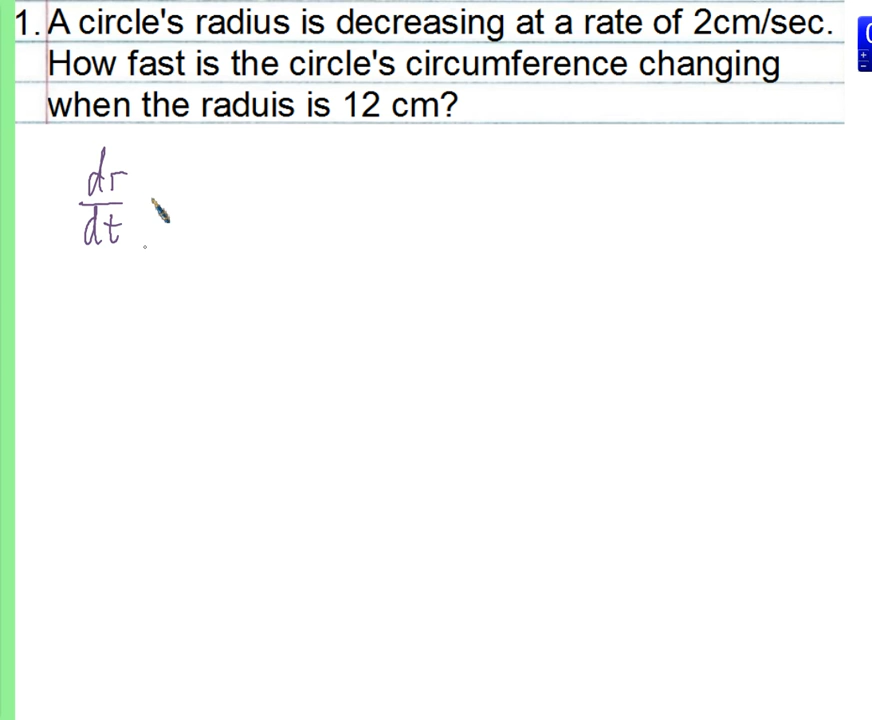 1. A circle's radius is decreasing at a rate of 2cm/sec.
How fast is the circle's circumference changing
when the raduis is 12 cm?
dr
dt